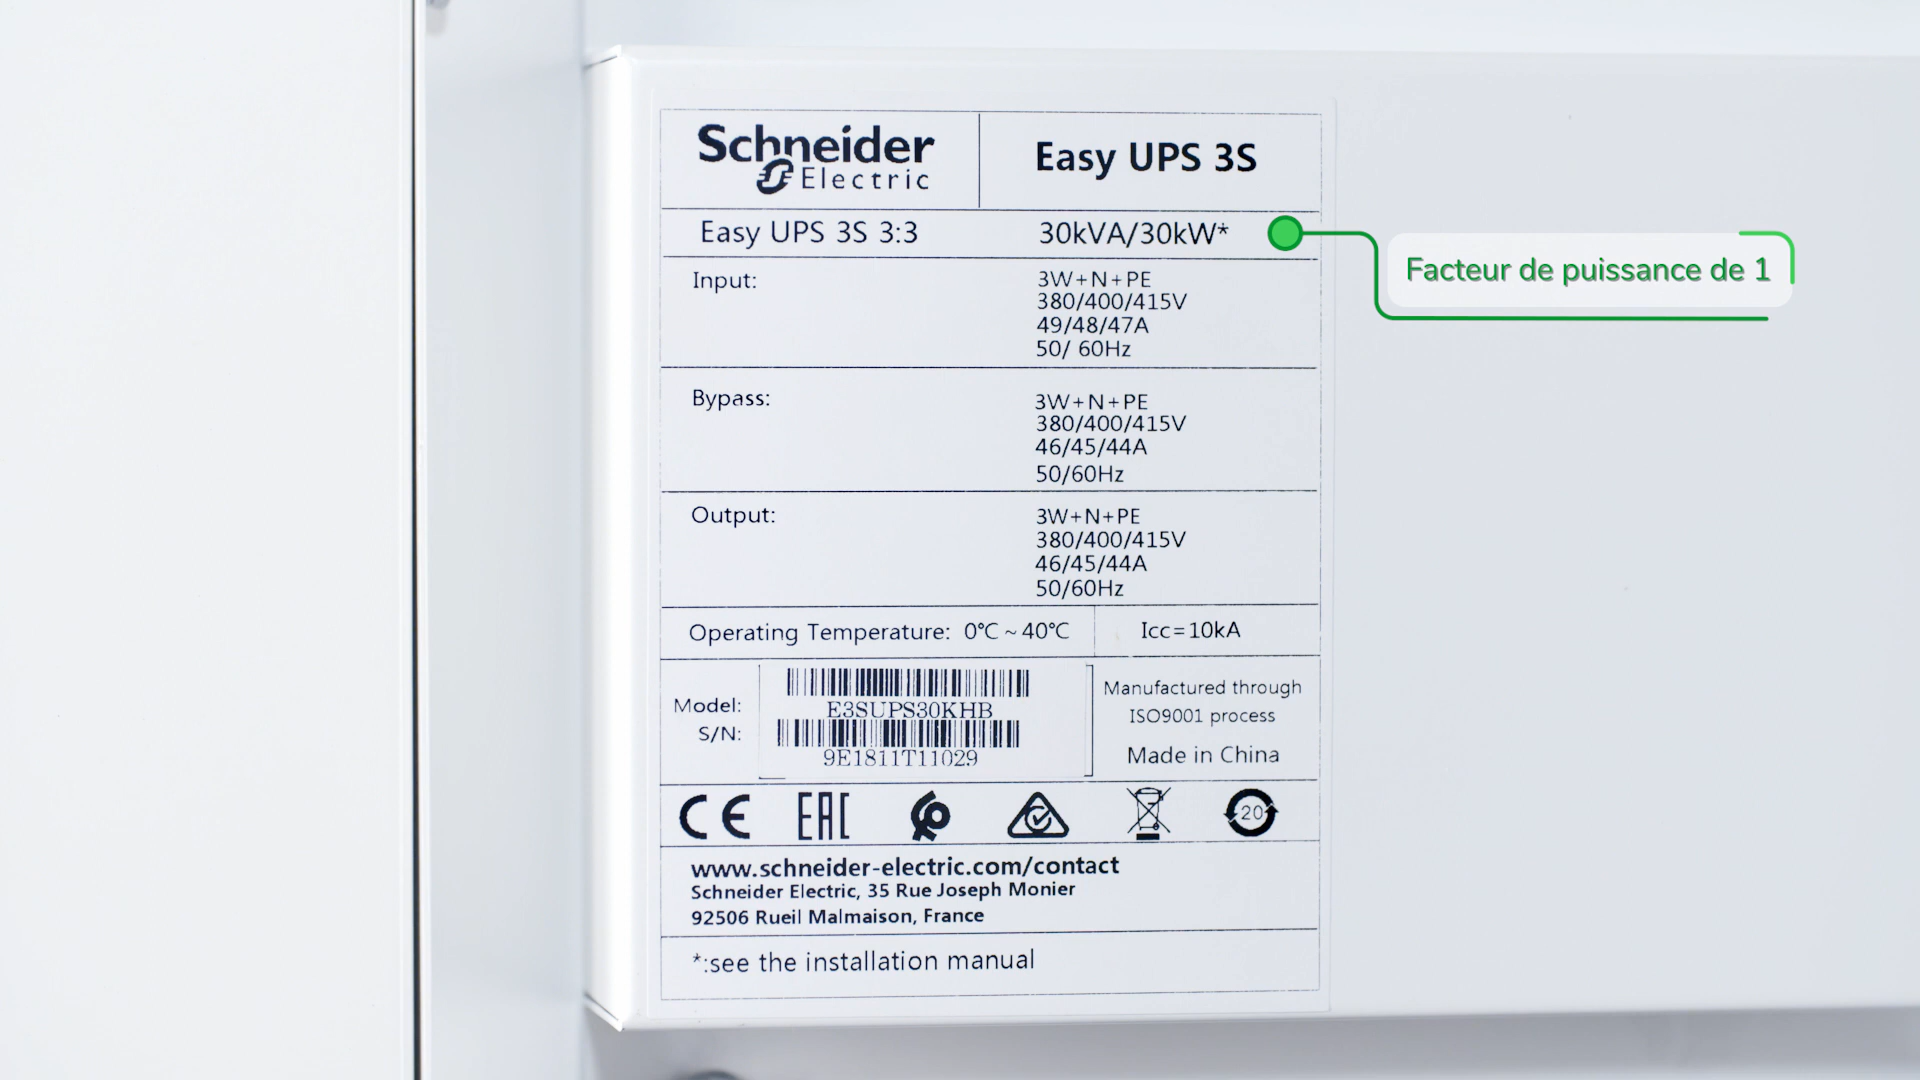 Schneider
Electric
Easy UPS 3S
Easy UPS 3S 3:3 30kVA/30kW*
Facteur de puissance de 1
Input: 3W+N+PE
380/400/415V
49/48/47A
50/ 60Hz
Bypass: 3W+N+PE
380/400/415V
46/45/44A
50/60Hz
Output: 3W+N+PE
380/400/415V
46/45/44A
50/60Hz
Operating Temperature: 0°C ~ 40°C Icc=10kA
Model: E3SUPS30KHB
S/N: 9E1811T11029
Manufactured through
ISO9001 process
Made in China
CE EAC 20
www.schneider-electric.com/contact
Schneider Electric, 35 Rue Joseph Monier
92506 Rueil Malmaison, France
*:see the installation manual